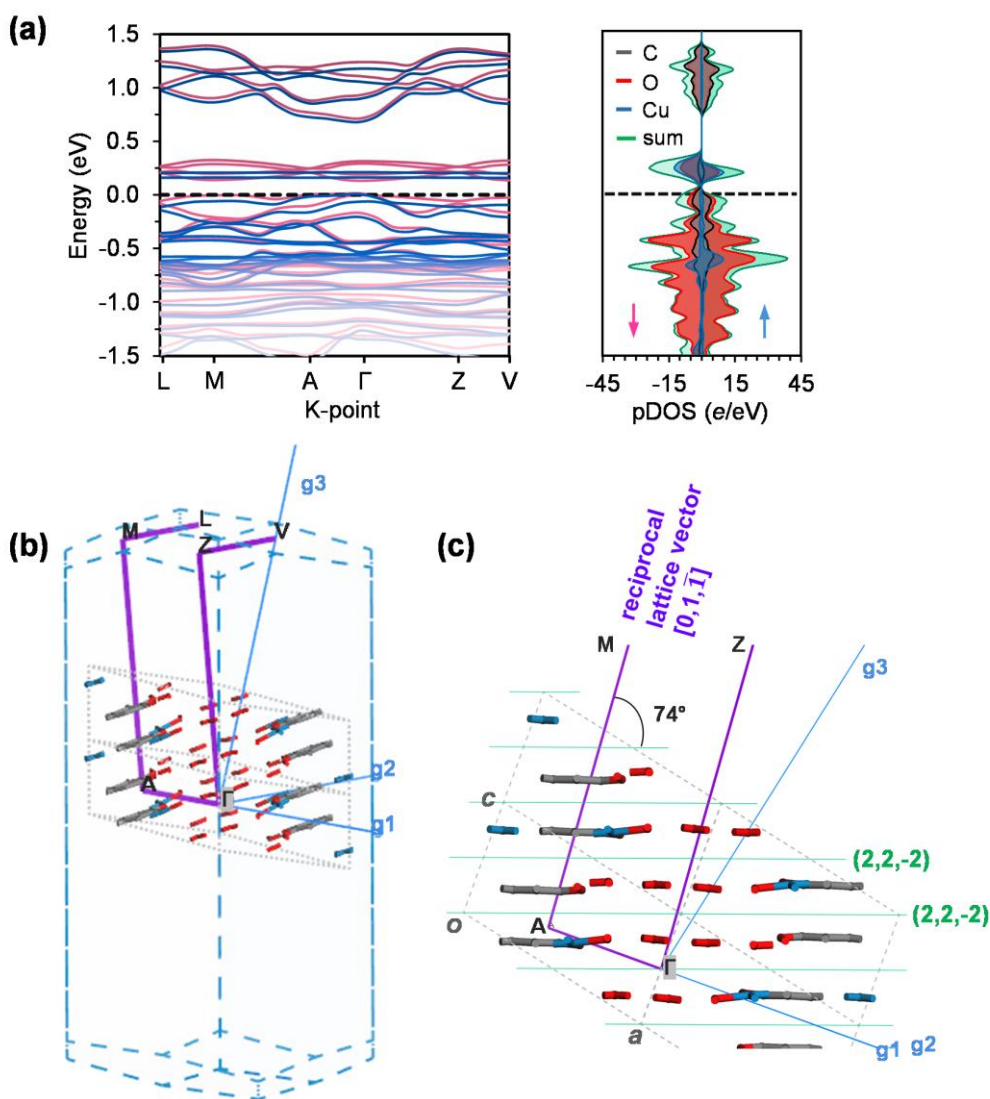 (a)
1.5
1.0
0.5
0.0
-0.5
-1.0
-1.5
Energy (eV)
L M A Γ Z V
K-point
C
O
Cu
sum
-45 -15 15 45
pDOS (e/eV)
(b)
g3
M
L
Z
V
A
Γ
g2
g1
(c)
reciprocal
lattice vector
[0,1,1̅]
M
Z
g3
74°
c
(2,2,-2)
(2,2,-2)
o
A
Γ
a
g1 g2